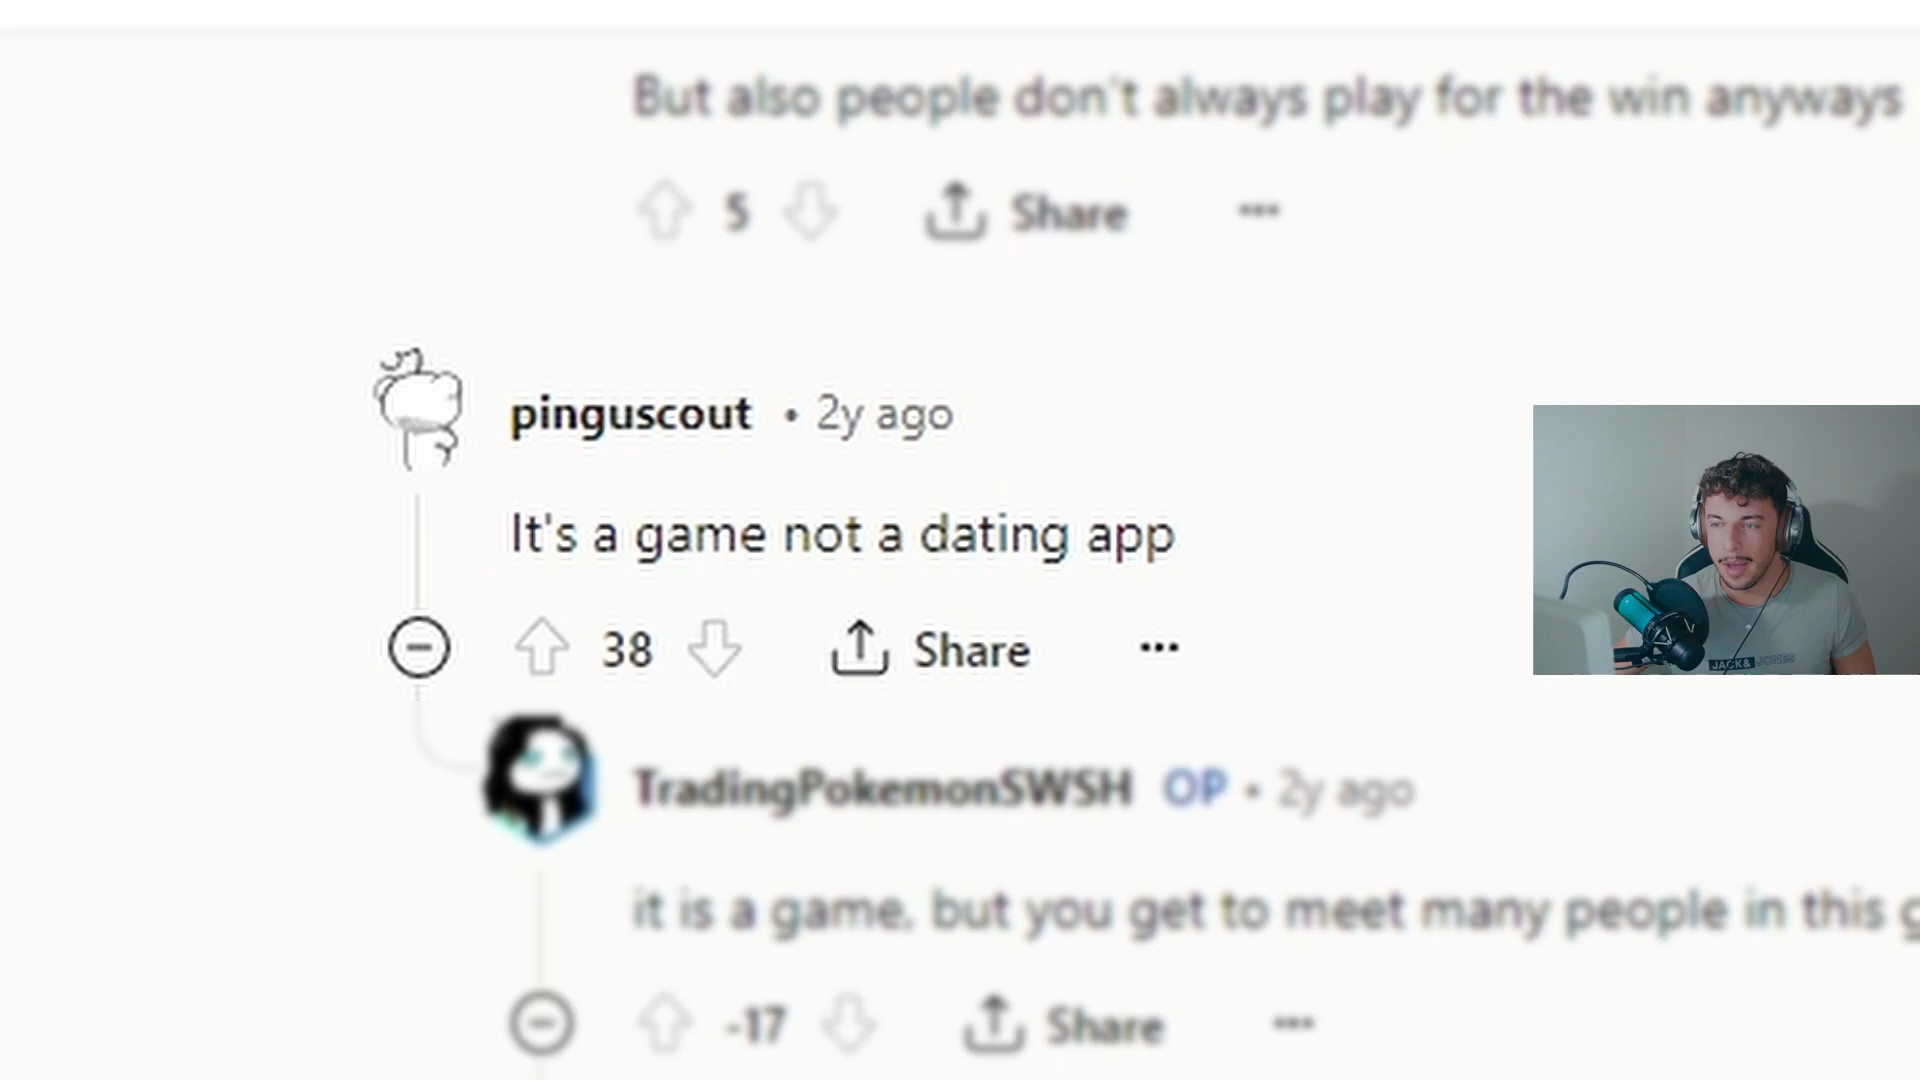 But also people don't always play for the win anyways
5 Share
pinguscout • 2y ago
It's a game not a dating app
38 Share
JACK& JONES
TradingPokemonSWSH OP • 2y ago
it is a game. but you get to meet many people in this
-17 Share